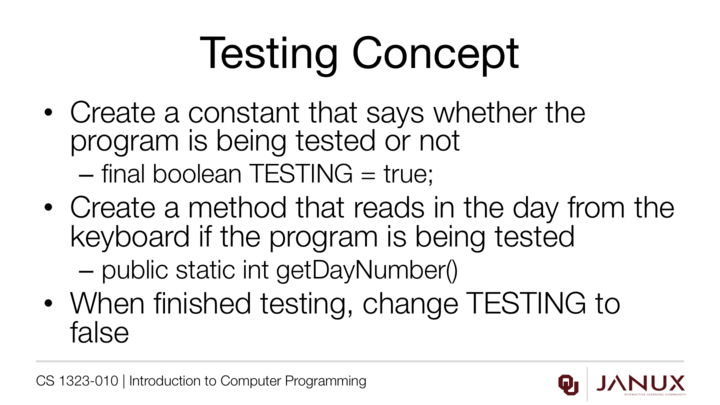 Testing Concept
• Create a constant that says whether the
program is being tested or not
– final boolean TESTING = true;
• Create a method that reads in the day from the
keyboard if the program is being tested
– public static int getDayNumber()
• When finished testing, change TESTING to
false
CS 1323-010 | Introduction to Computer Programming
JANUX
INTERACTIVE LEARNING COMMUNITY